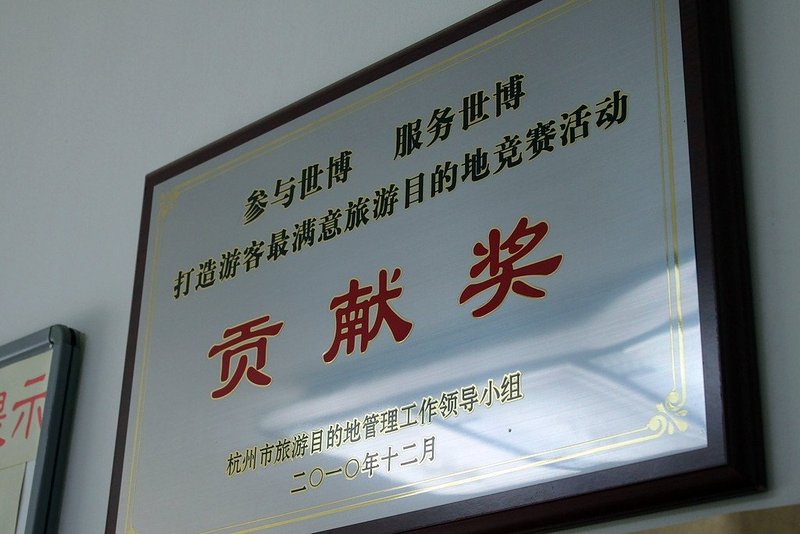 参与世博 服务世博
打造游客最满意旅游目的地竞赛活动
贡献奖
杭州市旅游目的地管理工作领导小组
二〇一〇年十二月
示